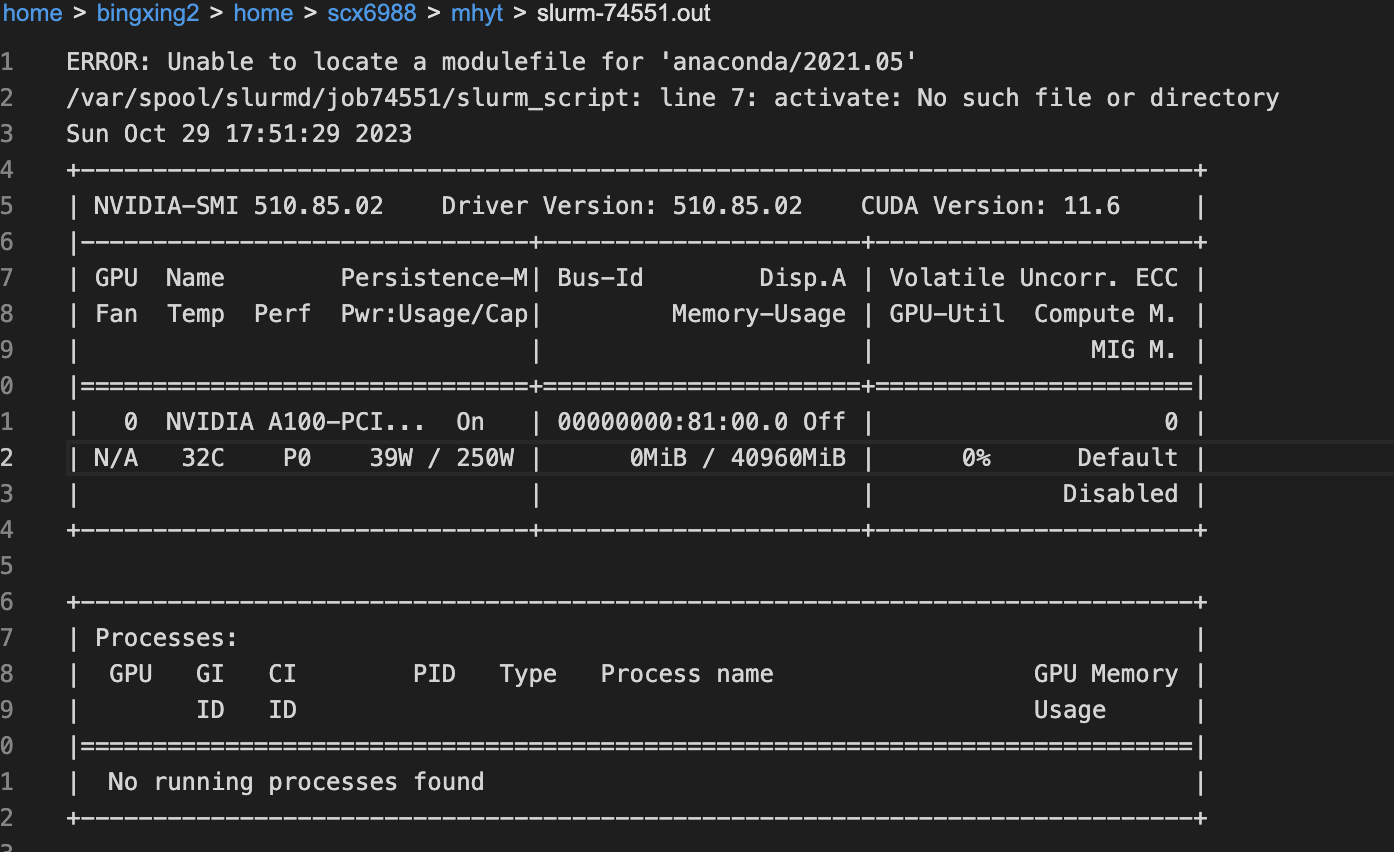 home > bingxing2 > home > scx6988 > mhyt > slurm-74551.out
1 ERROR: Unable to locate a modulefile for 'anaconda/2021.05'
2 /var/spool/slurmd/job74551/slurm_script: line 7: activate: No such file or directory
3 Sun Oct 29 17:51:29 2023
4 +-----------------------------------------------------------------------------+
5 | NVIDIA-SMI 510.85.02    Driver Version: 510.85.02    CUDA Version: 11.6     |
6 |-------------------------------+----------------------+----------------------+
7 | GPU  Name        Persistence-M| Bus-Id        Disp.A | Volatile Uncorr. ECC |
8 | Fan  Temp  Perf  Pwr:Usage/Cap|         Memory-Usage | GPU-Util  Compute M. |
9 |                               |                      |               MIG M. |
0 |===============================+======================+======================|
1 |   0  NVIDIA A100-PCI...  On   | 00000000:81:00.0 Off |                    0 |
2 | N/A   32C    P0    39W / 250W |      0MiB / 40960MiB |      0%      Default |
3 |                               |                      |             Disabled |
4 +-------------------------------+----------------------+----------------------+
5
6 +-----------------------------------------------------------------------------+
7 | Processes:                                                                  |
8 |  GPU   GI   CI        PID   Type   Process name                  GPU Memory |
9 |        ID   ID                                                   Usage      |
0 |=============================================================================|
1 |  No running processes found                                                 |
2 +-----------------------------------------------------------------------------+